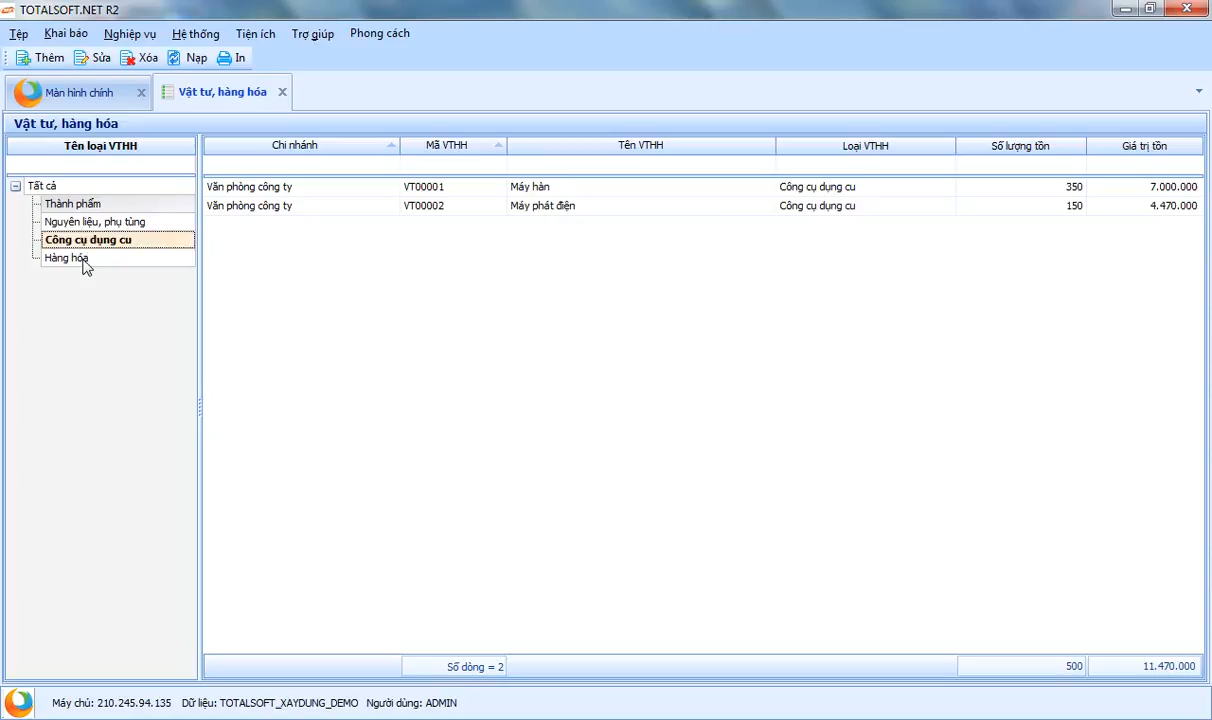 TOTALSOFT.NET R2
Tệp Khai báo Nghiệp vụ Hệ thống Tiện ích Trợ giúp Phong cách
Thêm Sửa Xóa Nạp In
Màn hình chính Vật tư, hàng hóa
Vật tư, hàng hóa
Tên loại VTHH Chi nhánh Mã VTHH Tên VTHH Loại VTHH Số lượng tồn Giá trị tồn
Tất cả
Thành phẩm
Nguyên liệu, phụ tùng
Công cụ dụng cu
Hàng hóa
Văn phòng công ty VT00001 Máy hàn Công cụ dụng cu 350 7.000.000
Văn phòng công ty VT00002 Máy phát điện Công cụ dụng cu 150 4.470.000
Số dòng = 2 500 11.470.000
Máy chủ: 210.245.94.135 Dữ liệu: TOTALSOFT_XAYDUNG_DEMO Người dùng: ADMIN